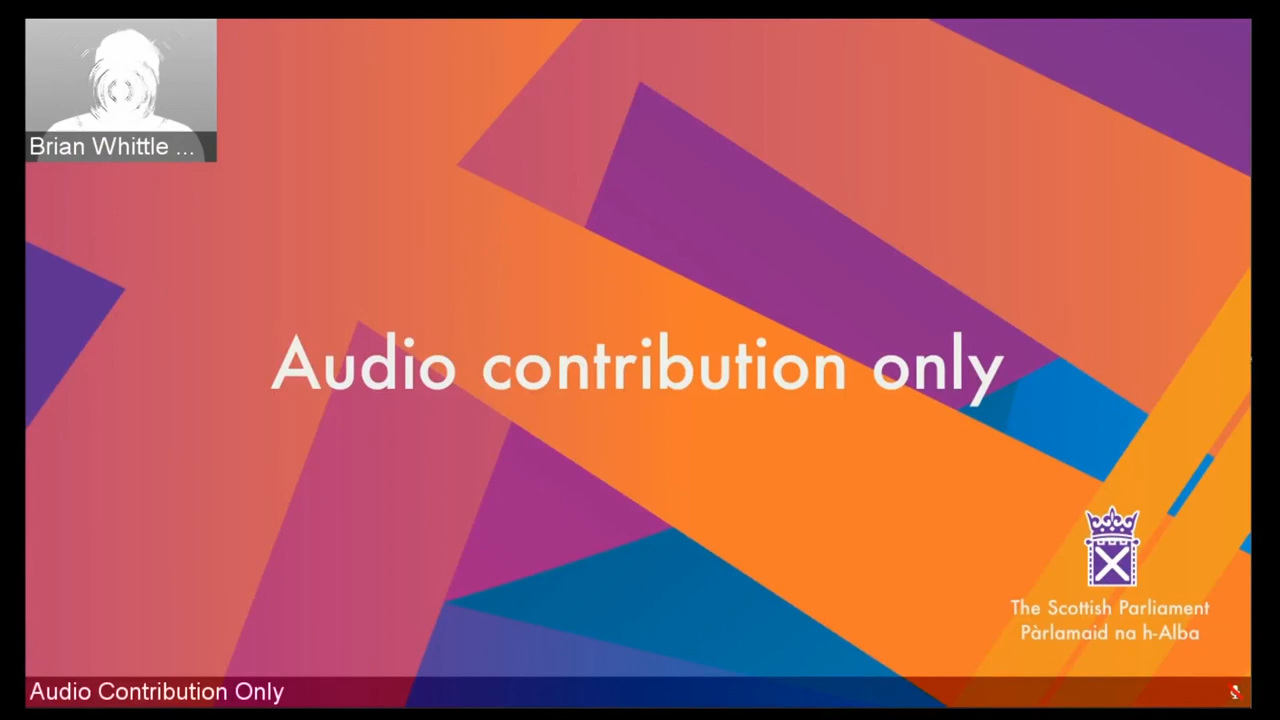 Brian Whittle ...
Audio contribution only
The Scottish Parliament
Pàrlamaid na h-Alba
Audio Contribution Only